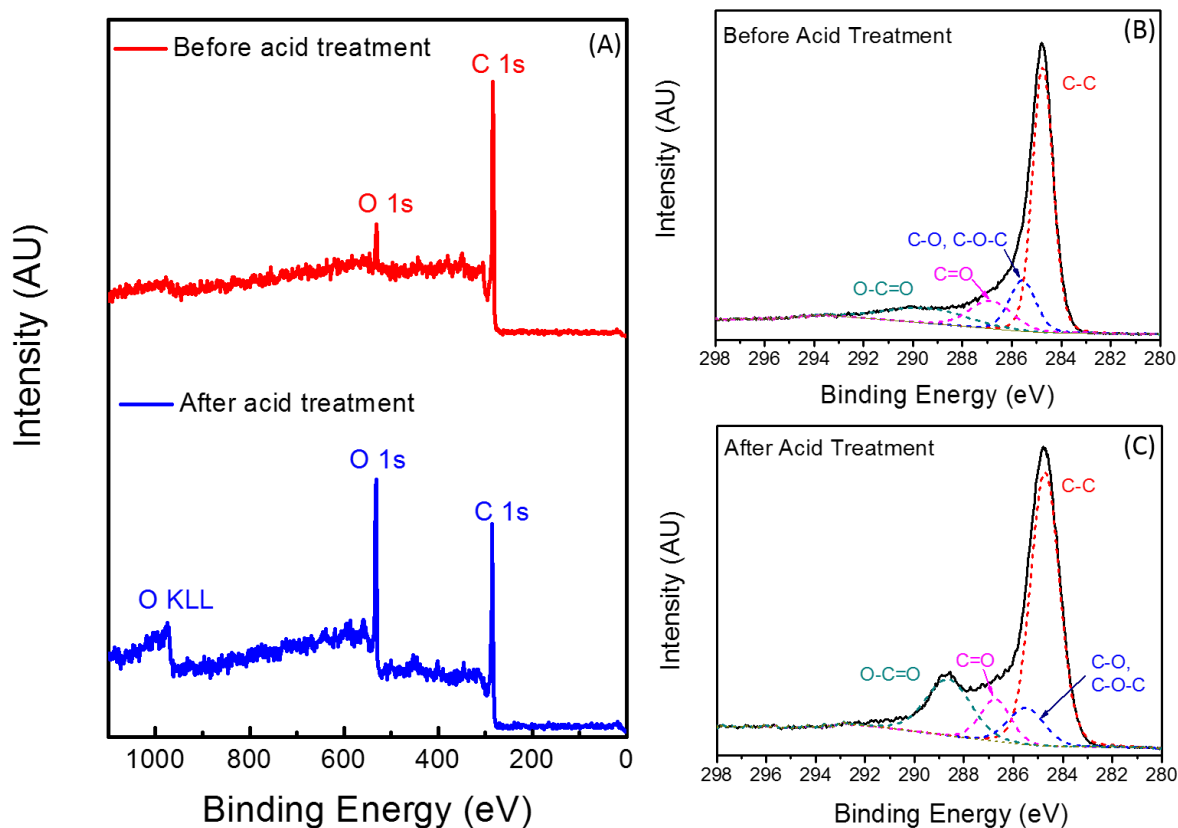 (A)
Before acid treatment
C 1s
O 1s
After acid treatment
O 1s
C 1s
O KLL
Intensity (AU)
1000 800 600 400 200 0
Binding Energy (eV)
Before Acid Treatment (B)
C-C
C-O, C-O-C
C=O
O-C=O
Intensity (AU)
298 296 294 292 290 288 286 284 282 280
Binding Energy (eV)
After Acid Treatment (C)
C-C
C=O
C-O,
C-O-C
O-C=O
Intensity (AU)
298 296 294 292 290 288 286 284 282 280
Binding Energy (eV)